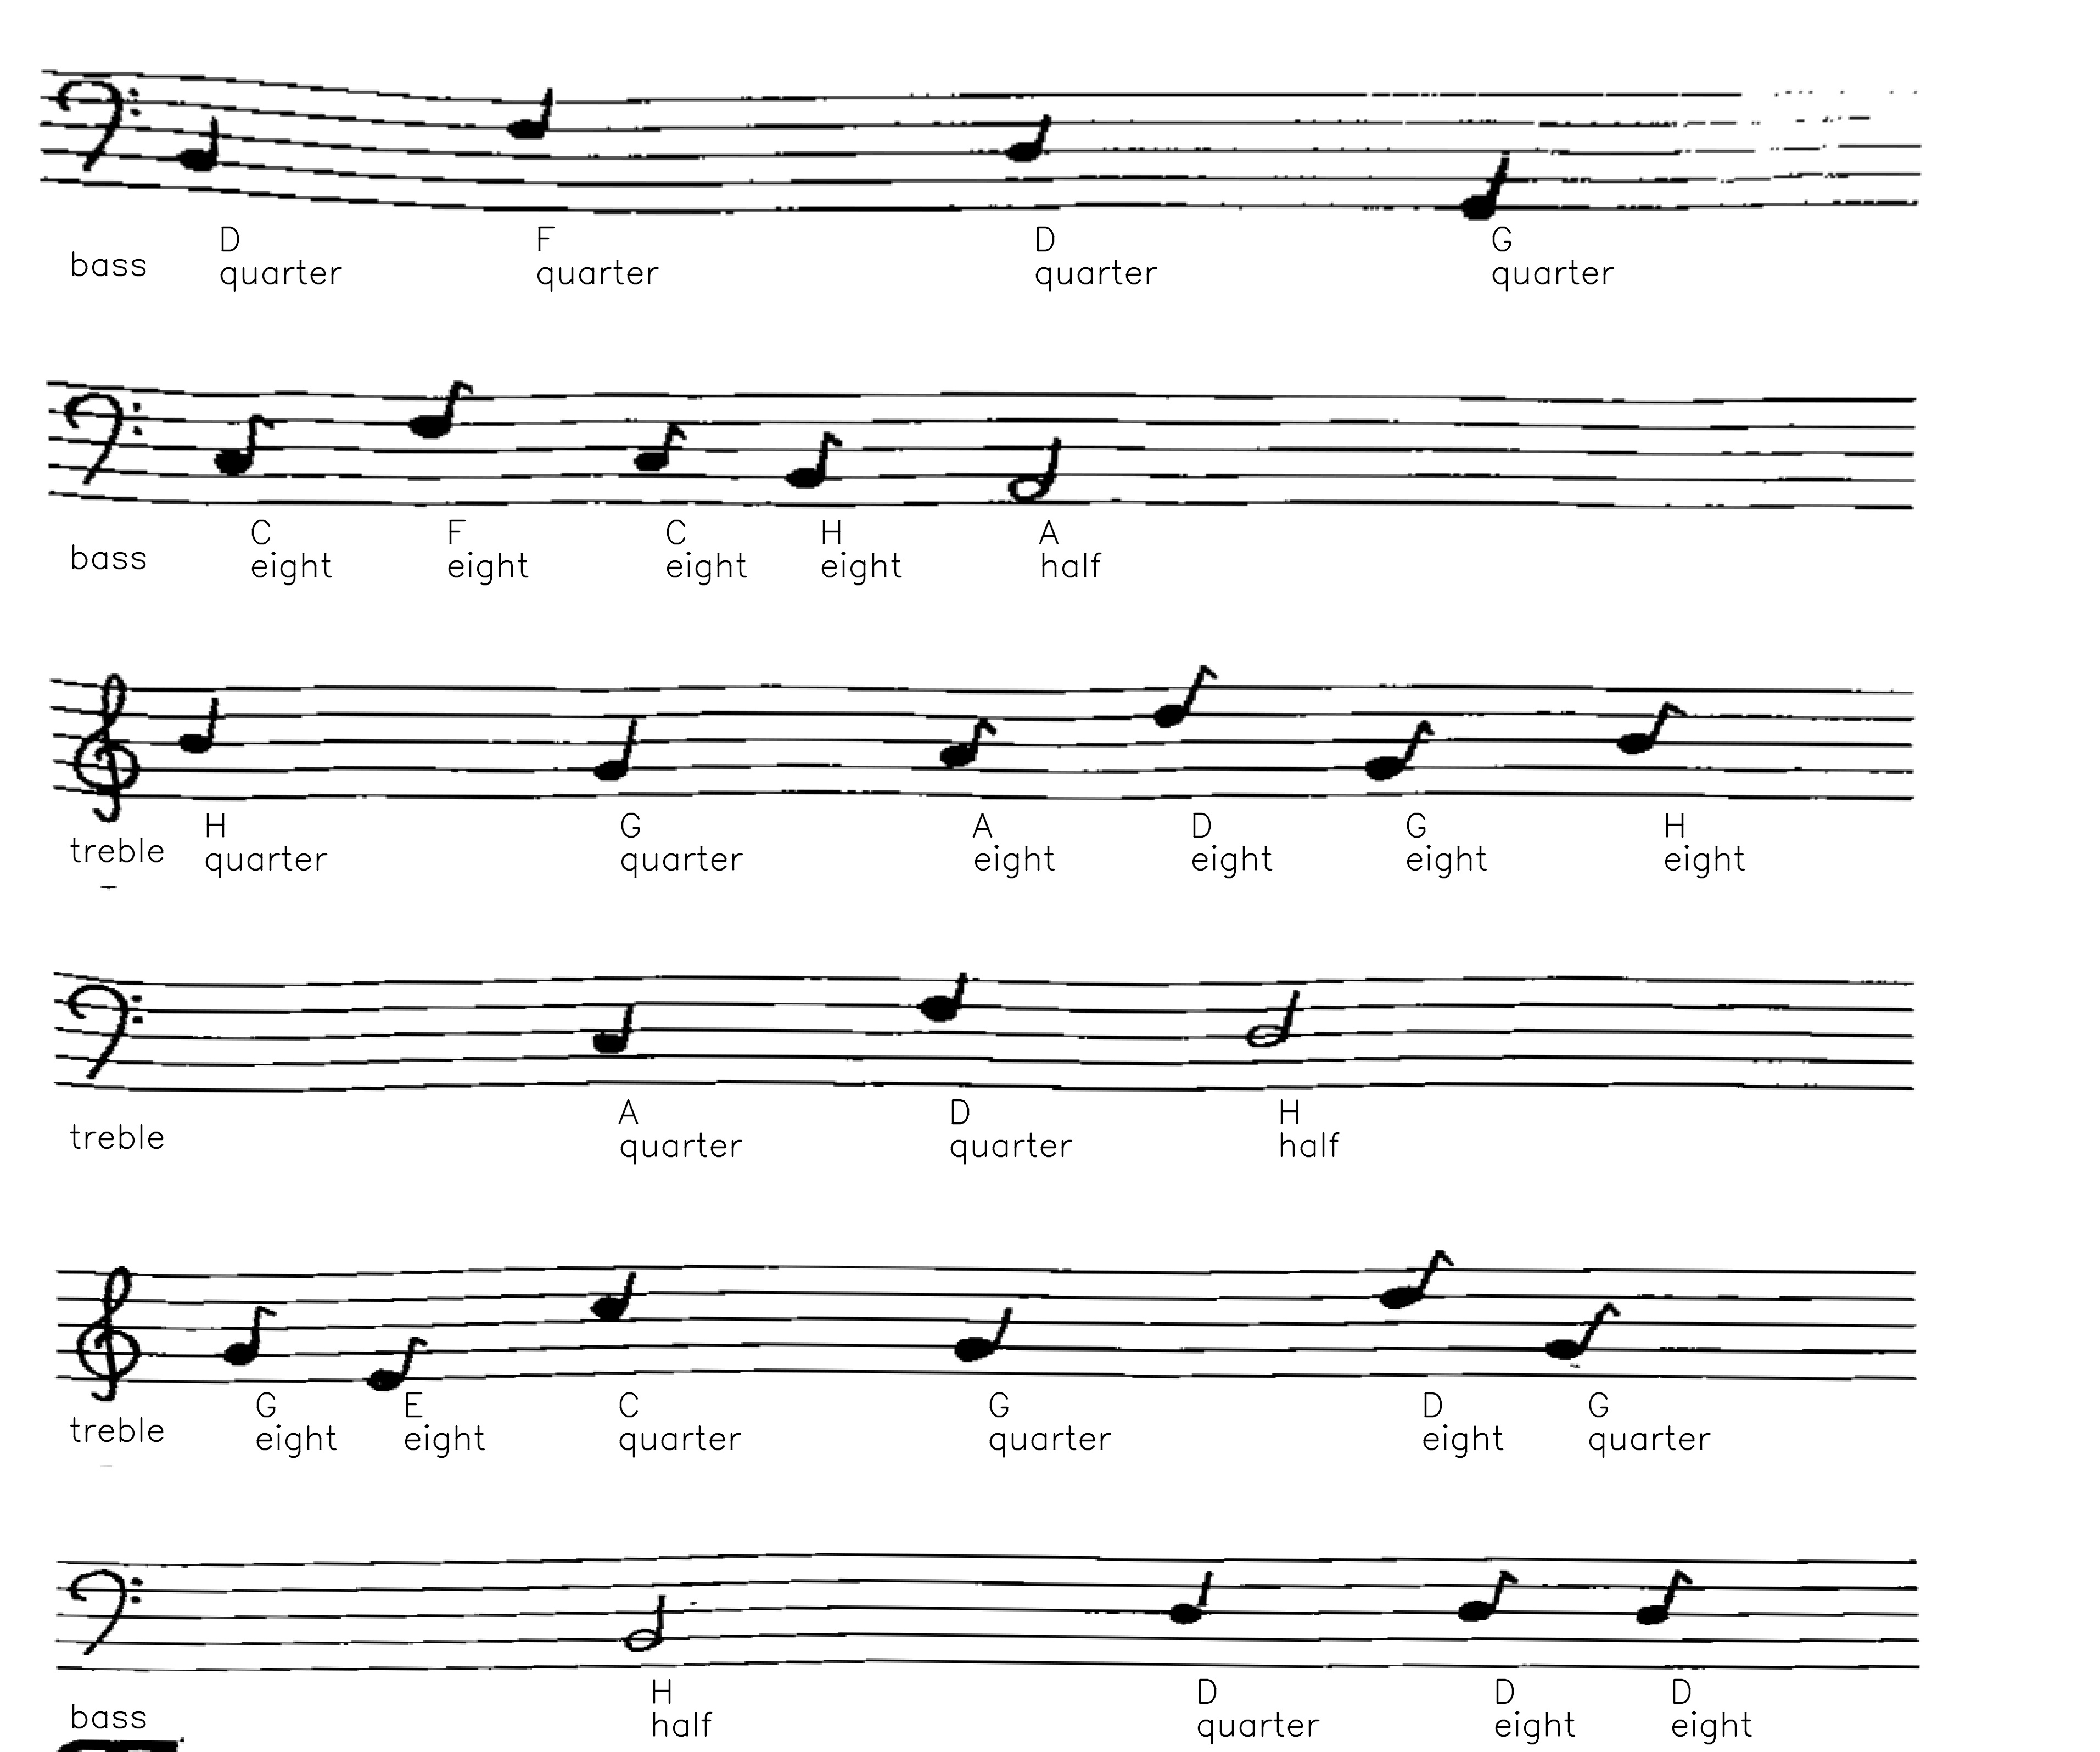 D F D G
bass quarter quarter quarter quarter
C F C H A
bass eight eight eight eight half
H G A D G H
treble quarter quarter eight eight eight eight
A D H
treble quarter quarter half
G E C G D G
treble eight eight quarter quarter eight quarter
H D D D
bass half quarter eight eight